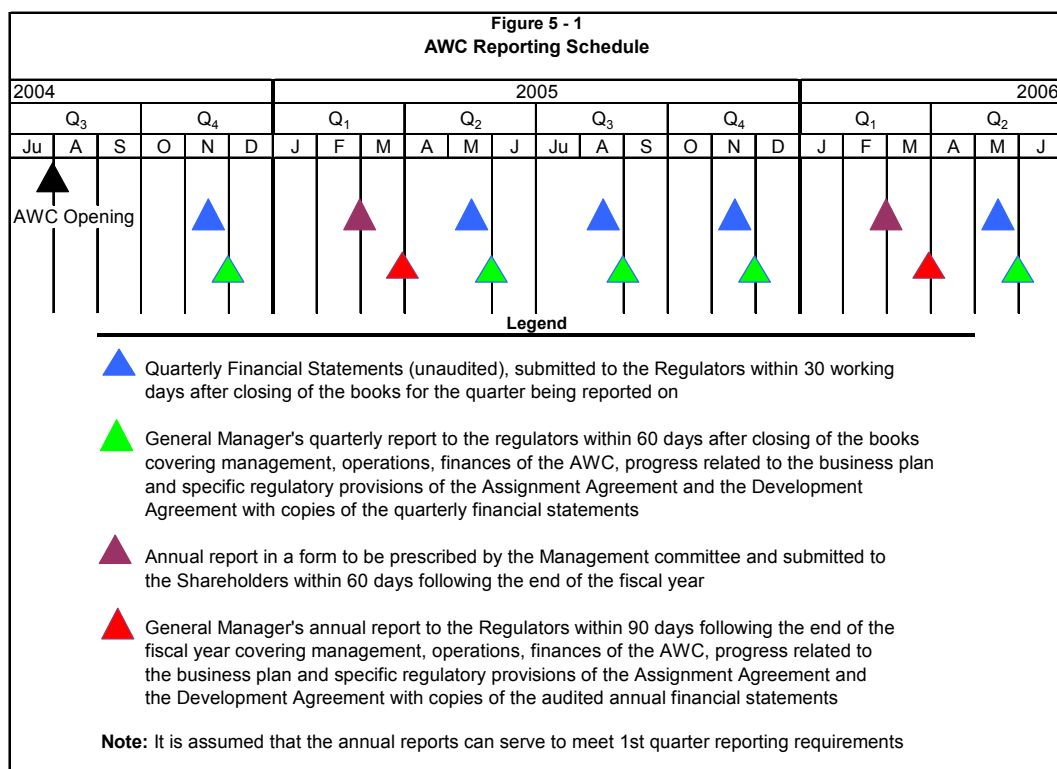 Figure 5 - 1
AWC Reporting Schedule
2004 2005 2006
Q3 Q4 Q1 Q2 Q3 Q4 Q1 Q2
Ju A S O N D J F M A M J Ju A S O N D J F M A M J
AWC Opening
Legend
Quarterly Financial Statements (unaudited), submitted to the Regulators within 30 working
days after closing of the books for the quarter being reported on
General Manager's quarterly report to the regulators within 60 days after closing of the books
covering management, operations, finances of the AWC, progress related to the business plan
and specific regulatory provisions of the Assignment Agreement and the Development
Agreement with copies of the quarterly financial statements
Annual report in a form to be prescribed by the Management committee and submitted to
the Shareholders within 60 days following the end of the fiscal year
General Manager's annual report to the Regulators within 90 days following the end of the
fiscal year covering management, operations, finances of the AWC, progress related to
the business plan and specific regulatory provisions of the Assignment Agreement and
the Development Agreement with copies of the audited annual financial statements
Note: It is assumed that the annual reports can serve to meet 1st quarter reporting requirements